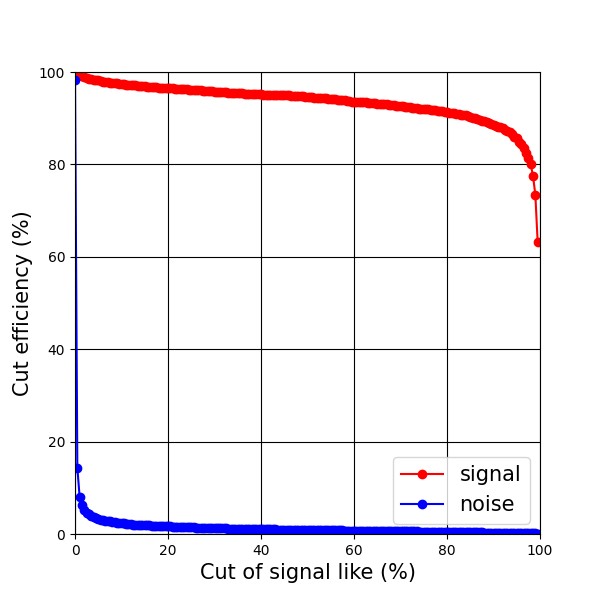 100
80
60
40
20
0
Cut efficiency (%)
signal
noise
0 20 40 60 80 100
Cut of signal like (%)